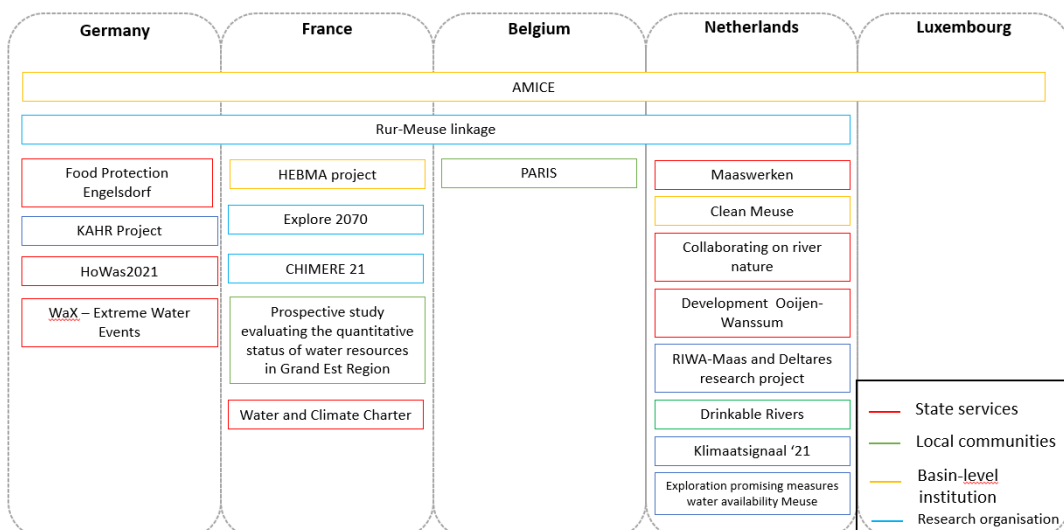 Germany
France
Belgium
Netherlands
Luxembourg
AMICE
Rur-Meuse linkage
Food Protection
Engelsdorf
KAHR Project
HoWas2021
WaX – Extreme Water
Events
HEBMA project
Explore 2070
CHIMERE 21
Prospective study
evaluating the quantitative
status of water resources
in Grand Est Region
Water and Climate Charter
PARIS
Maaswerken
Clean Meuse
Collaborating on river
nature
Development Ooijen-
Wanssum
RIWA-Maas and Deltares
research project
Drinkable Rivers
Klimaatsignaal ‘21
Exploration promising measures
water availability Meuse
State services
Local communities
Basin-level
institution
Research organisation